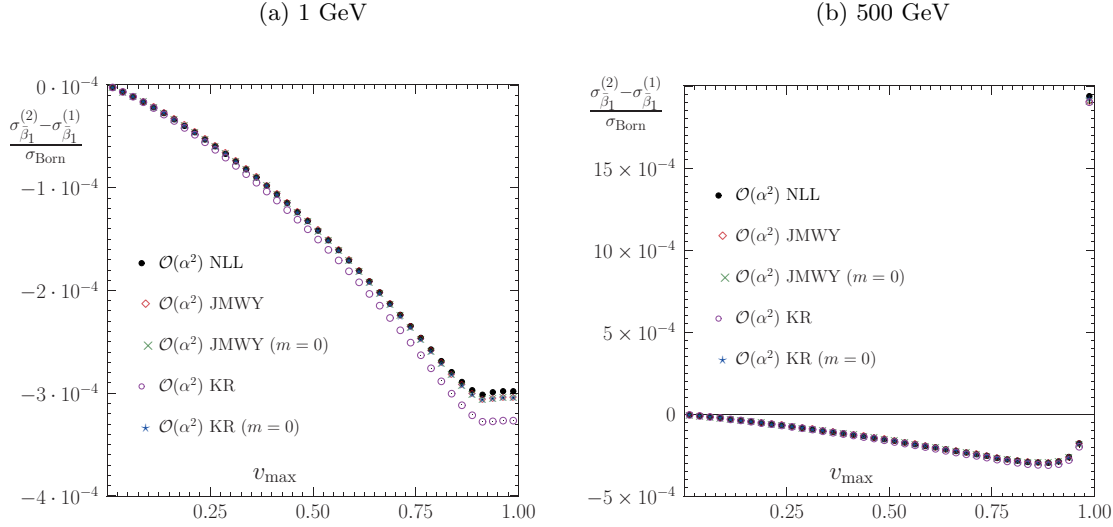 (a) 1 GeV
(b) 500 GeV
0 · 10⁻⁴
σ_β̄₁^(2) − σ_β̄₁^(1)
σ_Born
−1 · 10⁻⁴
−2 · 10⁻⁴
−3 · 10⁻⁴
−4 · 10⁻⁴
O(α²) NLL
O(α²) JMWY
O(α²) JMWY (m = 0)
O(α²) KR
O(α²) KR (m = 0)
v_max
0.25 0.50 0.75 1.00
σ_β̄₁^(2) − σ_β̄₁^(1)
σ_Born
15 · 10⁻⁴
10 · 10⁻⁴
5 · 10⁻⁴
0
−5 · 10⁻⁴
O(α²) NLL
O(α²) JMWY
O(α²) JMWY (m = 0)
O(α²) KR
O(α²) KR (m = 0)
v_max
0.25 0.50 0.75 1.00